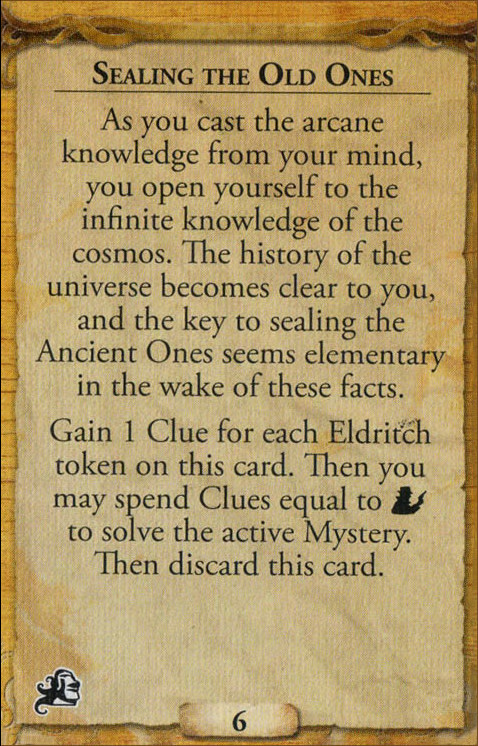 Sealing the Old Ones
As you cast the arcane
knowledge from your mind,
you open yourself to the
infinite knowledge of the
cosmos. The history of the
universe becomes clear to you,
and the key to sealing the
Ancient Ones seems elementary
in the wake of these facts.
Gain 1 Clue for each Eldritch
token on this card. Then you
may spend Clues equal to
to solve the active Mystery.
Then discard this card.
6